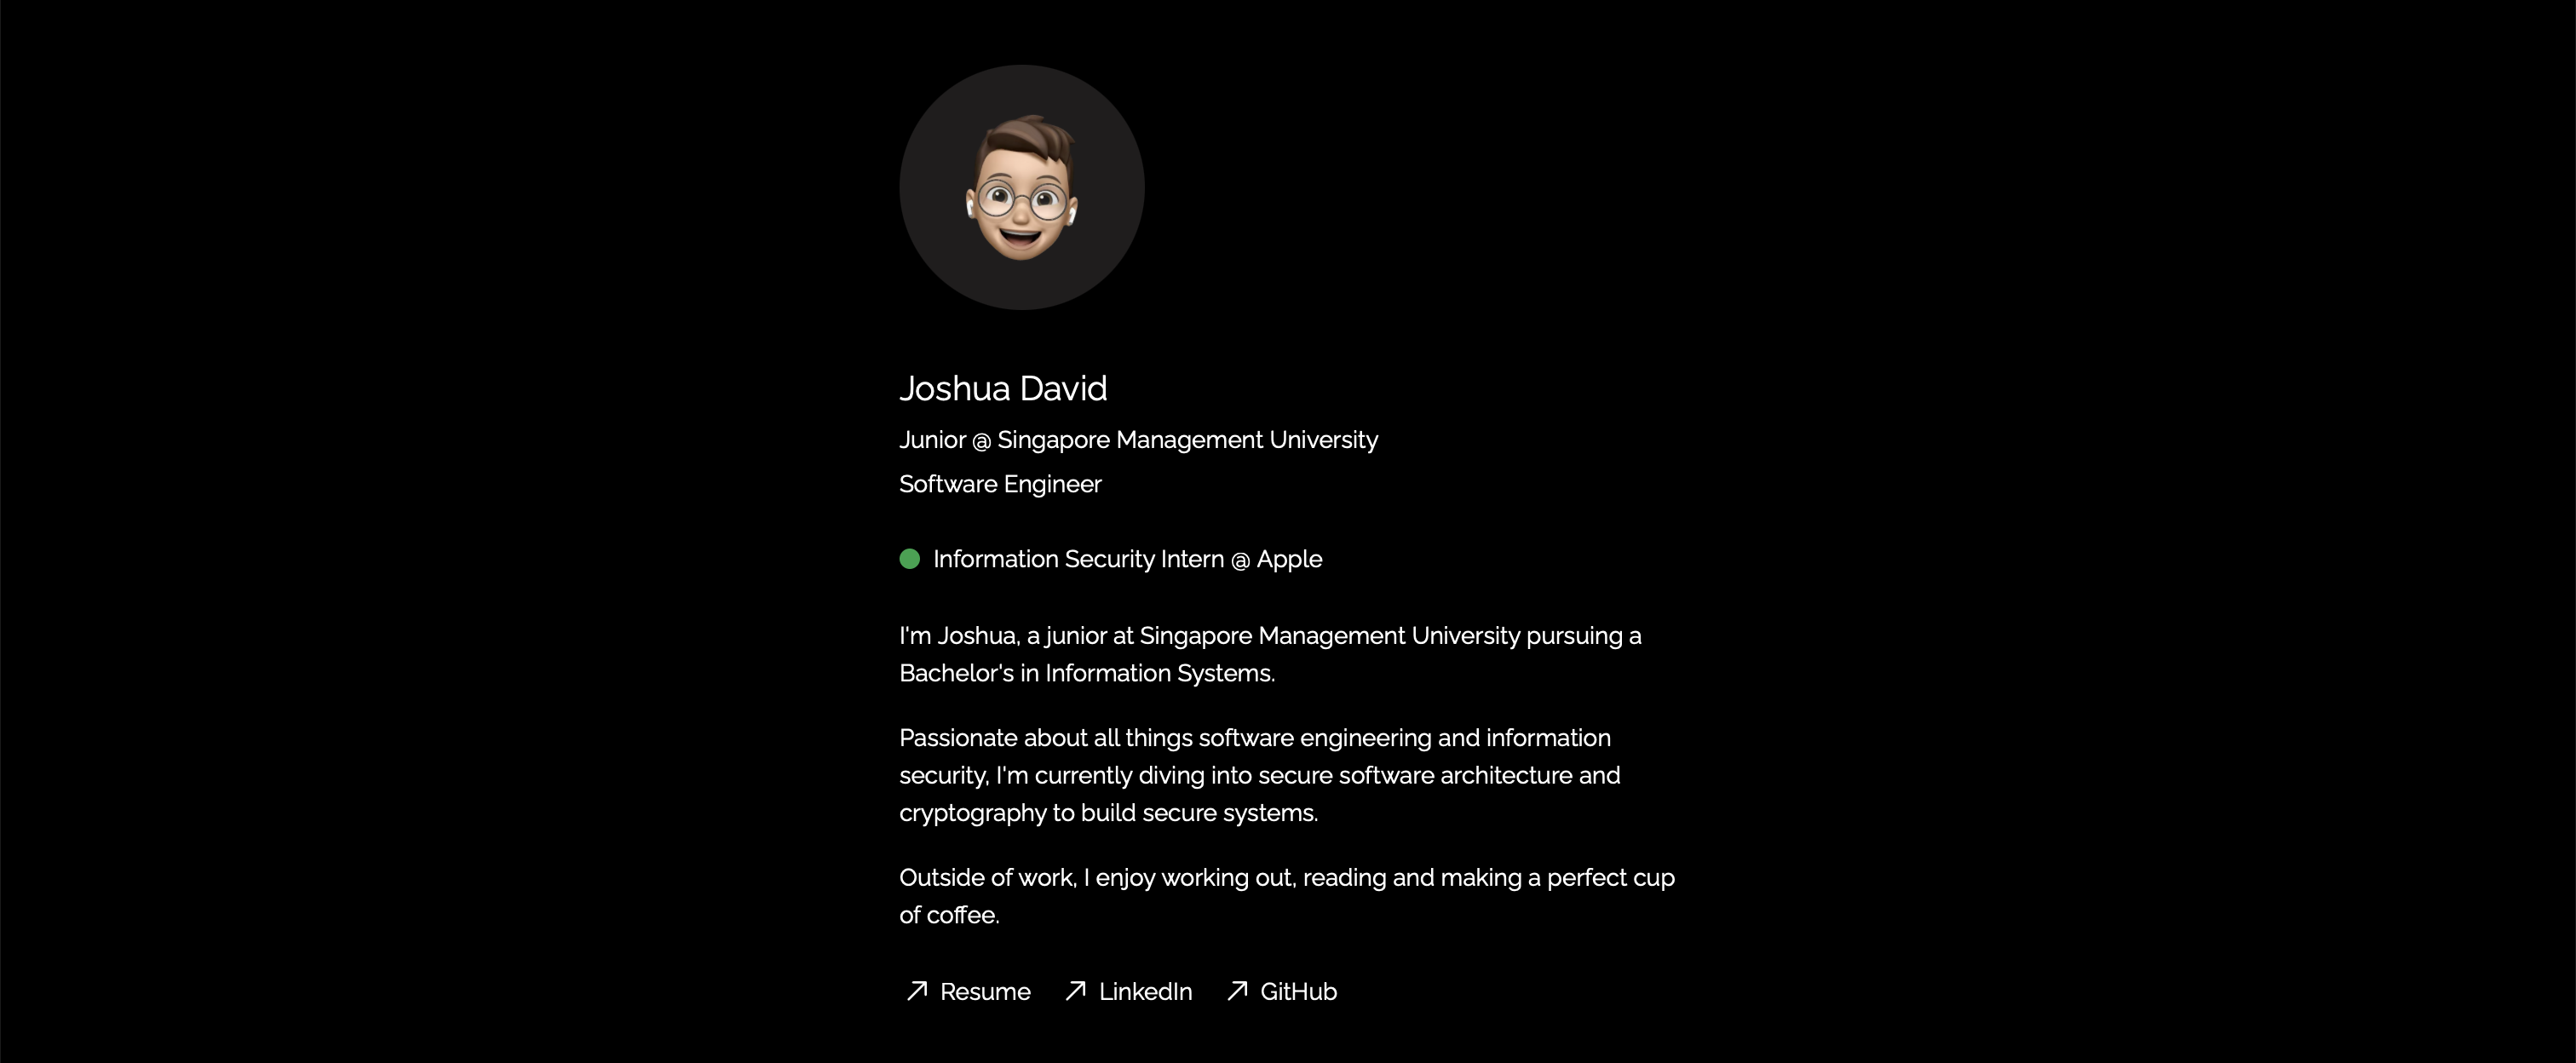 Joshua David
Junior @ Singapore Management University
Software Engineer
Information Security Intern @ Apple
I'm Joshua, a junior at Singapore Management University pursuing a
Bachelor's in Information Systems.
Passionate about all things software engineering and information
security, I'm currently diving into secure software architecture and
cryptography to build secure systems.
Outside of work, I enjoy working out, reading and making a perfect cup
of coffee.
Resume LinkedIn GitHub